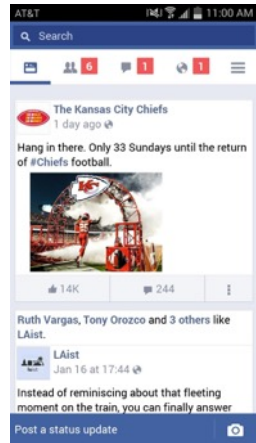 AT&T 11:00 AM
Search
6 1 1
The Kansas City Chiefs
1 day ago
Hang in there. Only 33 Sundays until the return
of #Chiefs football.
14K 244
Ruth Vargas, Tony Orozco and 3 others like
LAist.
LAist
Jan 16 at 17:44
Instead of reminiscing about that fleeting
moment on the train, you can finally answer
Post a status update